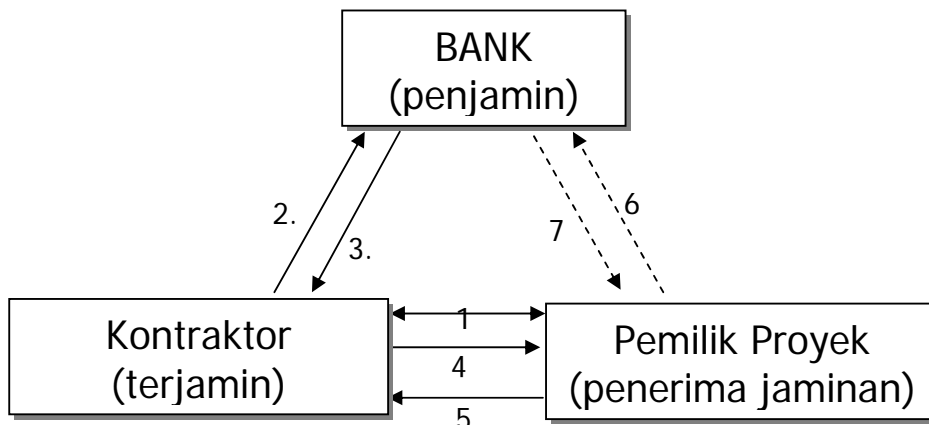 BANK
(penjamin)
2.
3.
7
6
Kontraktor
(terjamin)
1
4
5
Pemilik Proyek
(penerima jaminan)